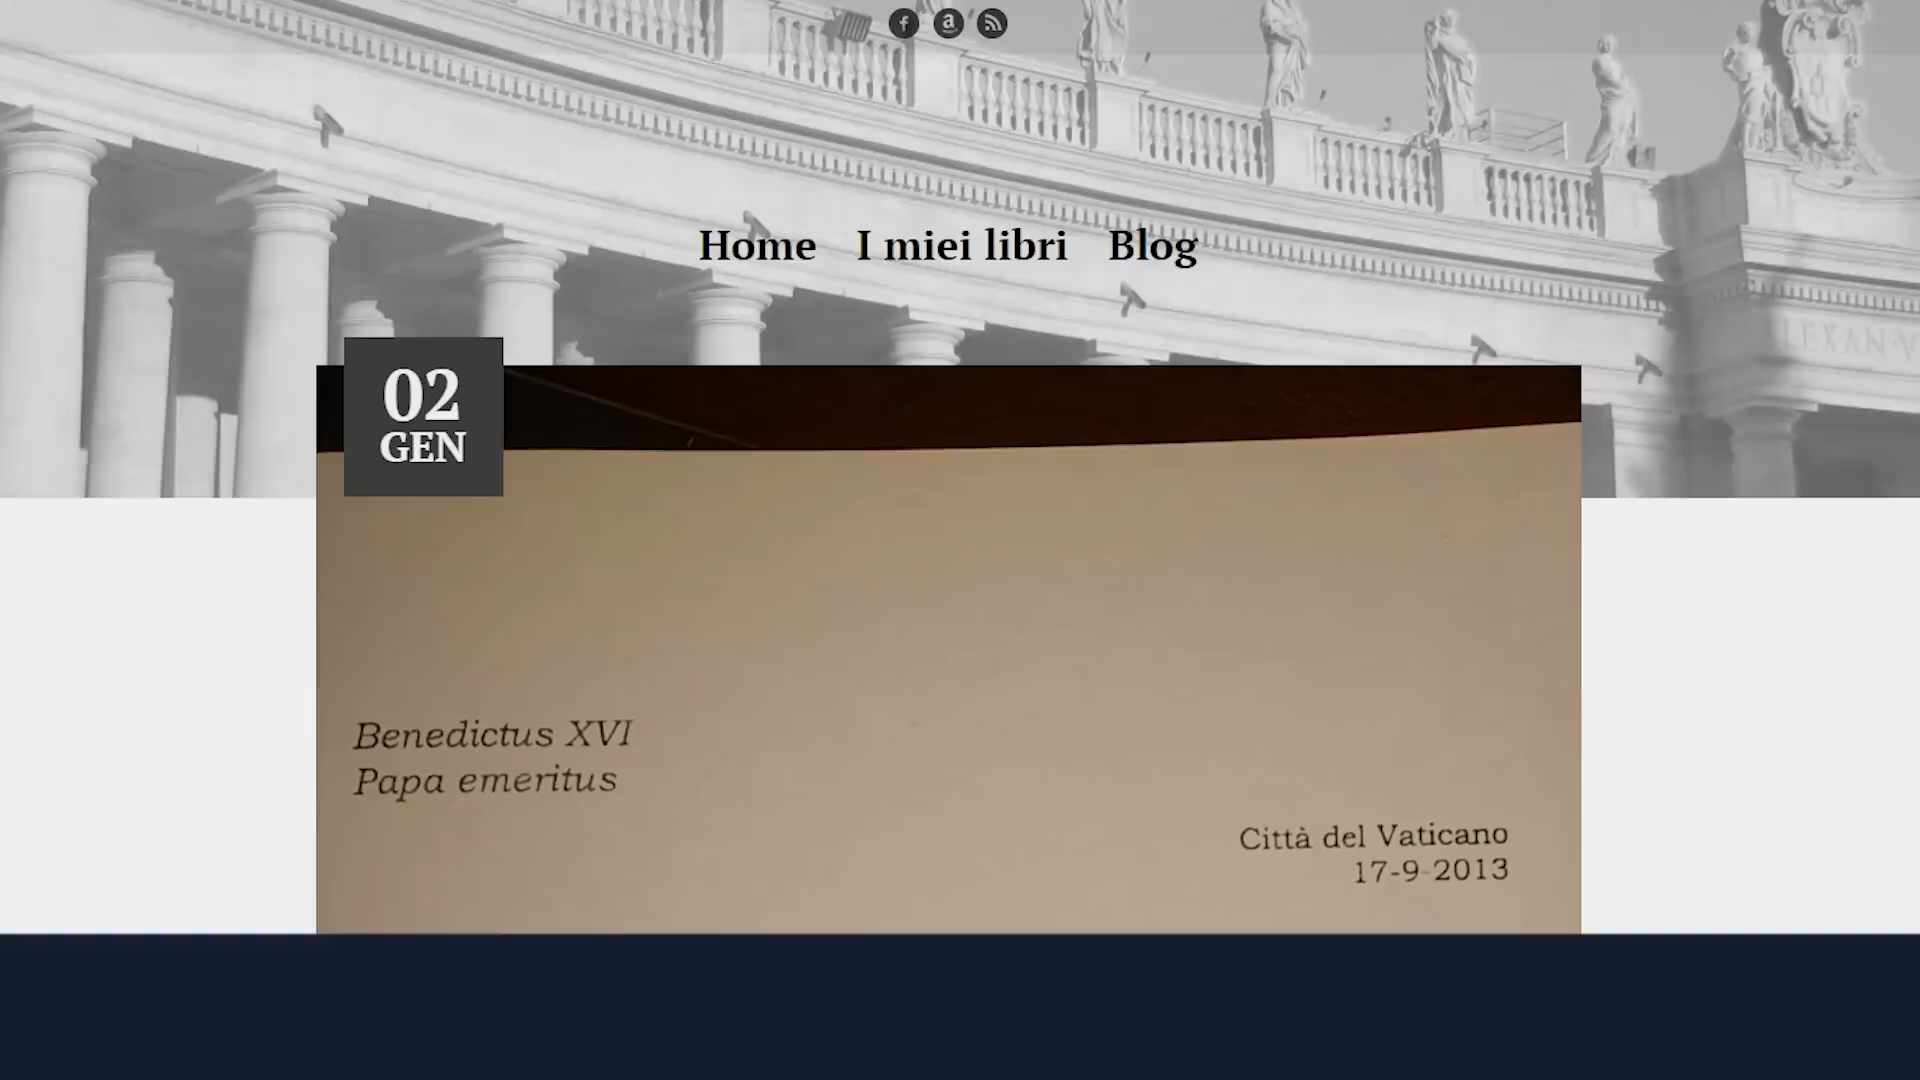 Home I miei libri Blog
02
GEN
Benedictus XVI
Papa emeritus
Città del Vaticano
17-9-2013